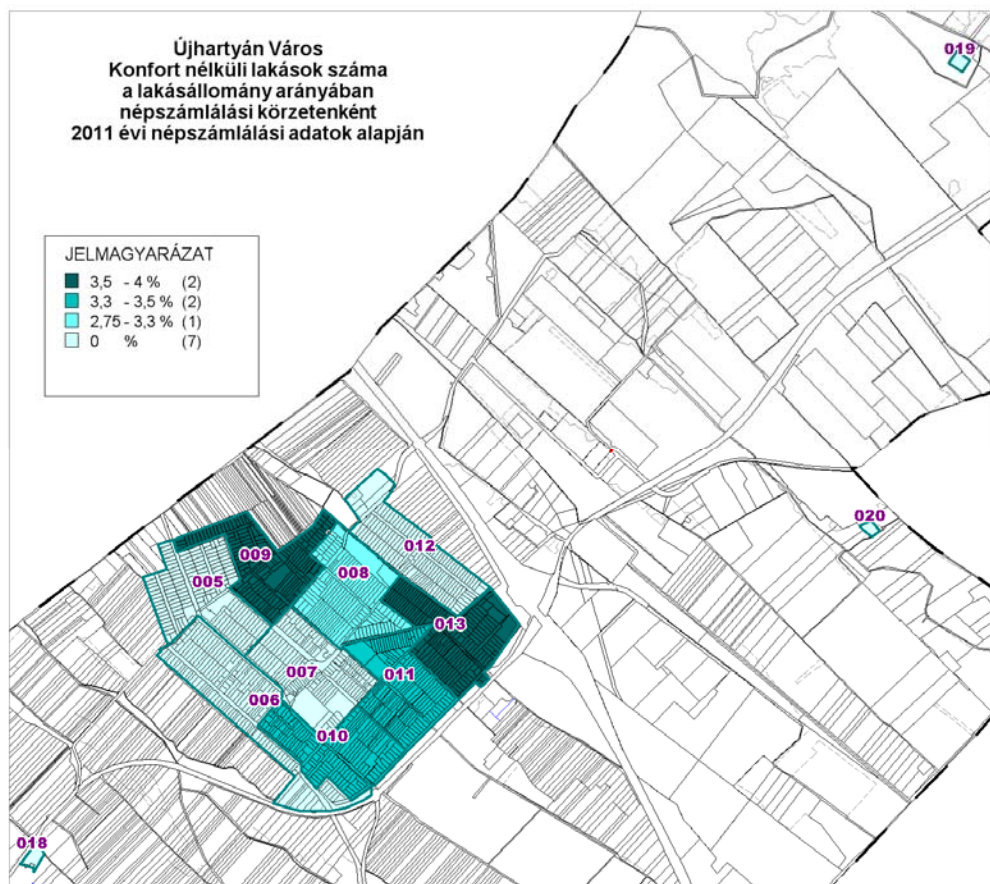 Újhartyán Város
Konfort nélküli lakások száma
a lakásállomány arányában
népszámlálási körzetenként
2011 évi népszámlálási adatok alapján
JELMAGYARÁZAT
3,5 - 4 % (2)
3,3 - 3,5 % (2)
2,75 - 3,3 % (1)
0 % (7)
019
020
012
009
008
005
013
011
007
006
010
018